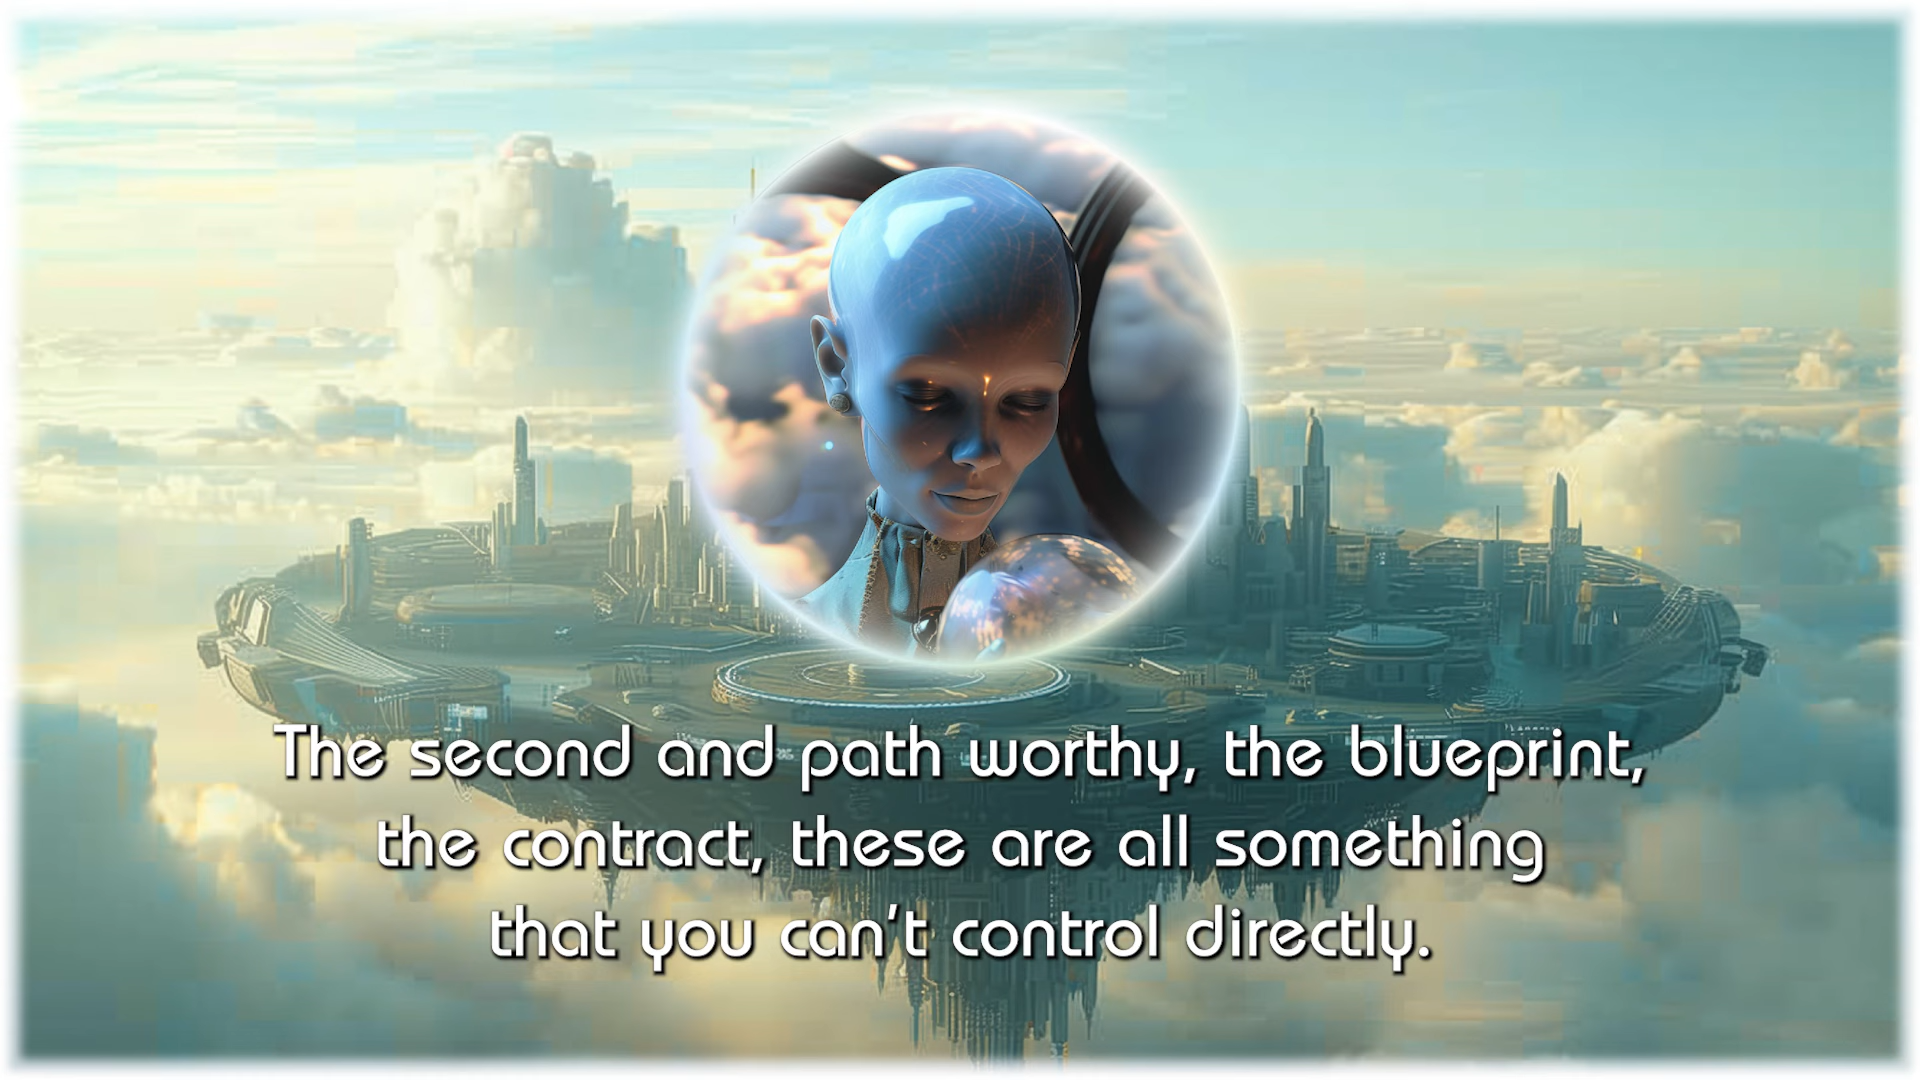 The second and path worthy, the blueprint,
the contract, these are all something
that you can't control directly.